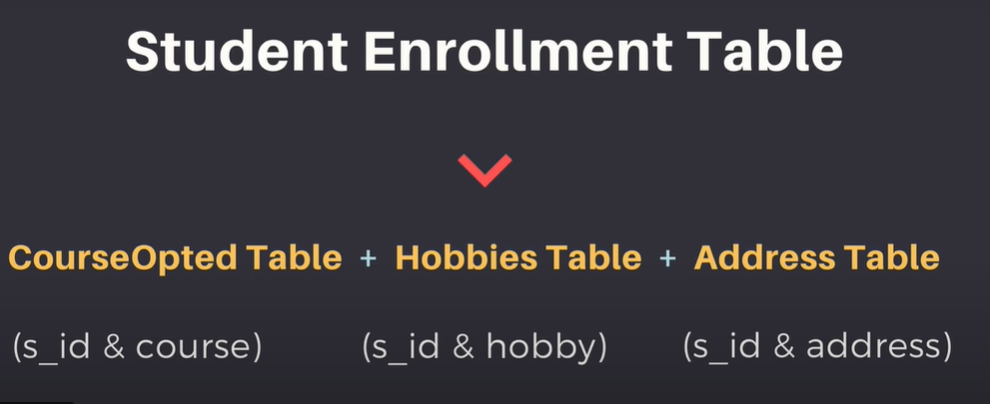 Student Enrollment Table
CourseOpted Table + Hobbies Table + Address Table
(s_id & course) (s_id & hobby) (s_id & address)